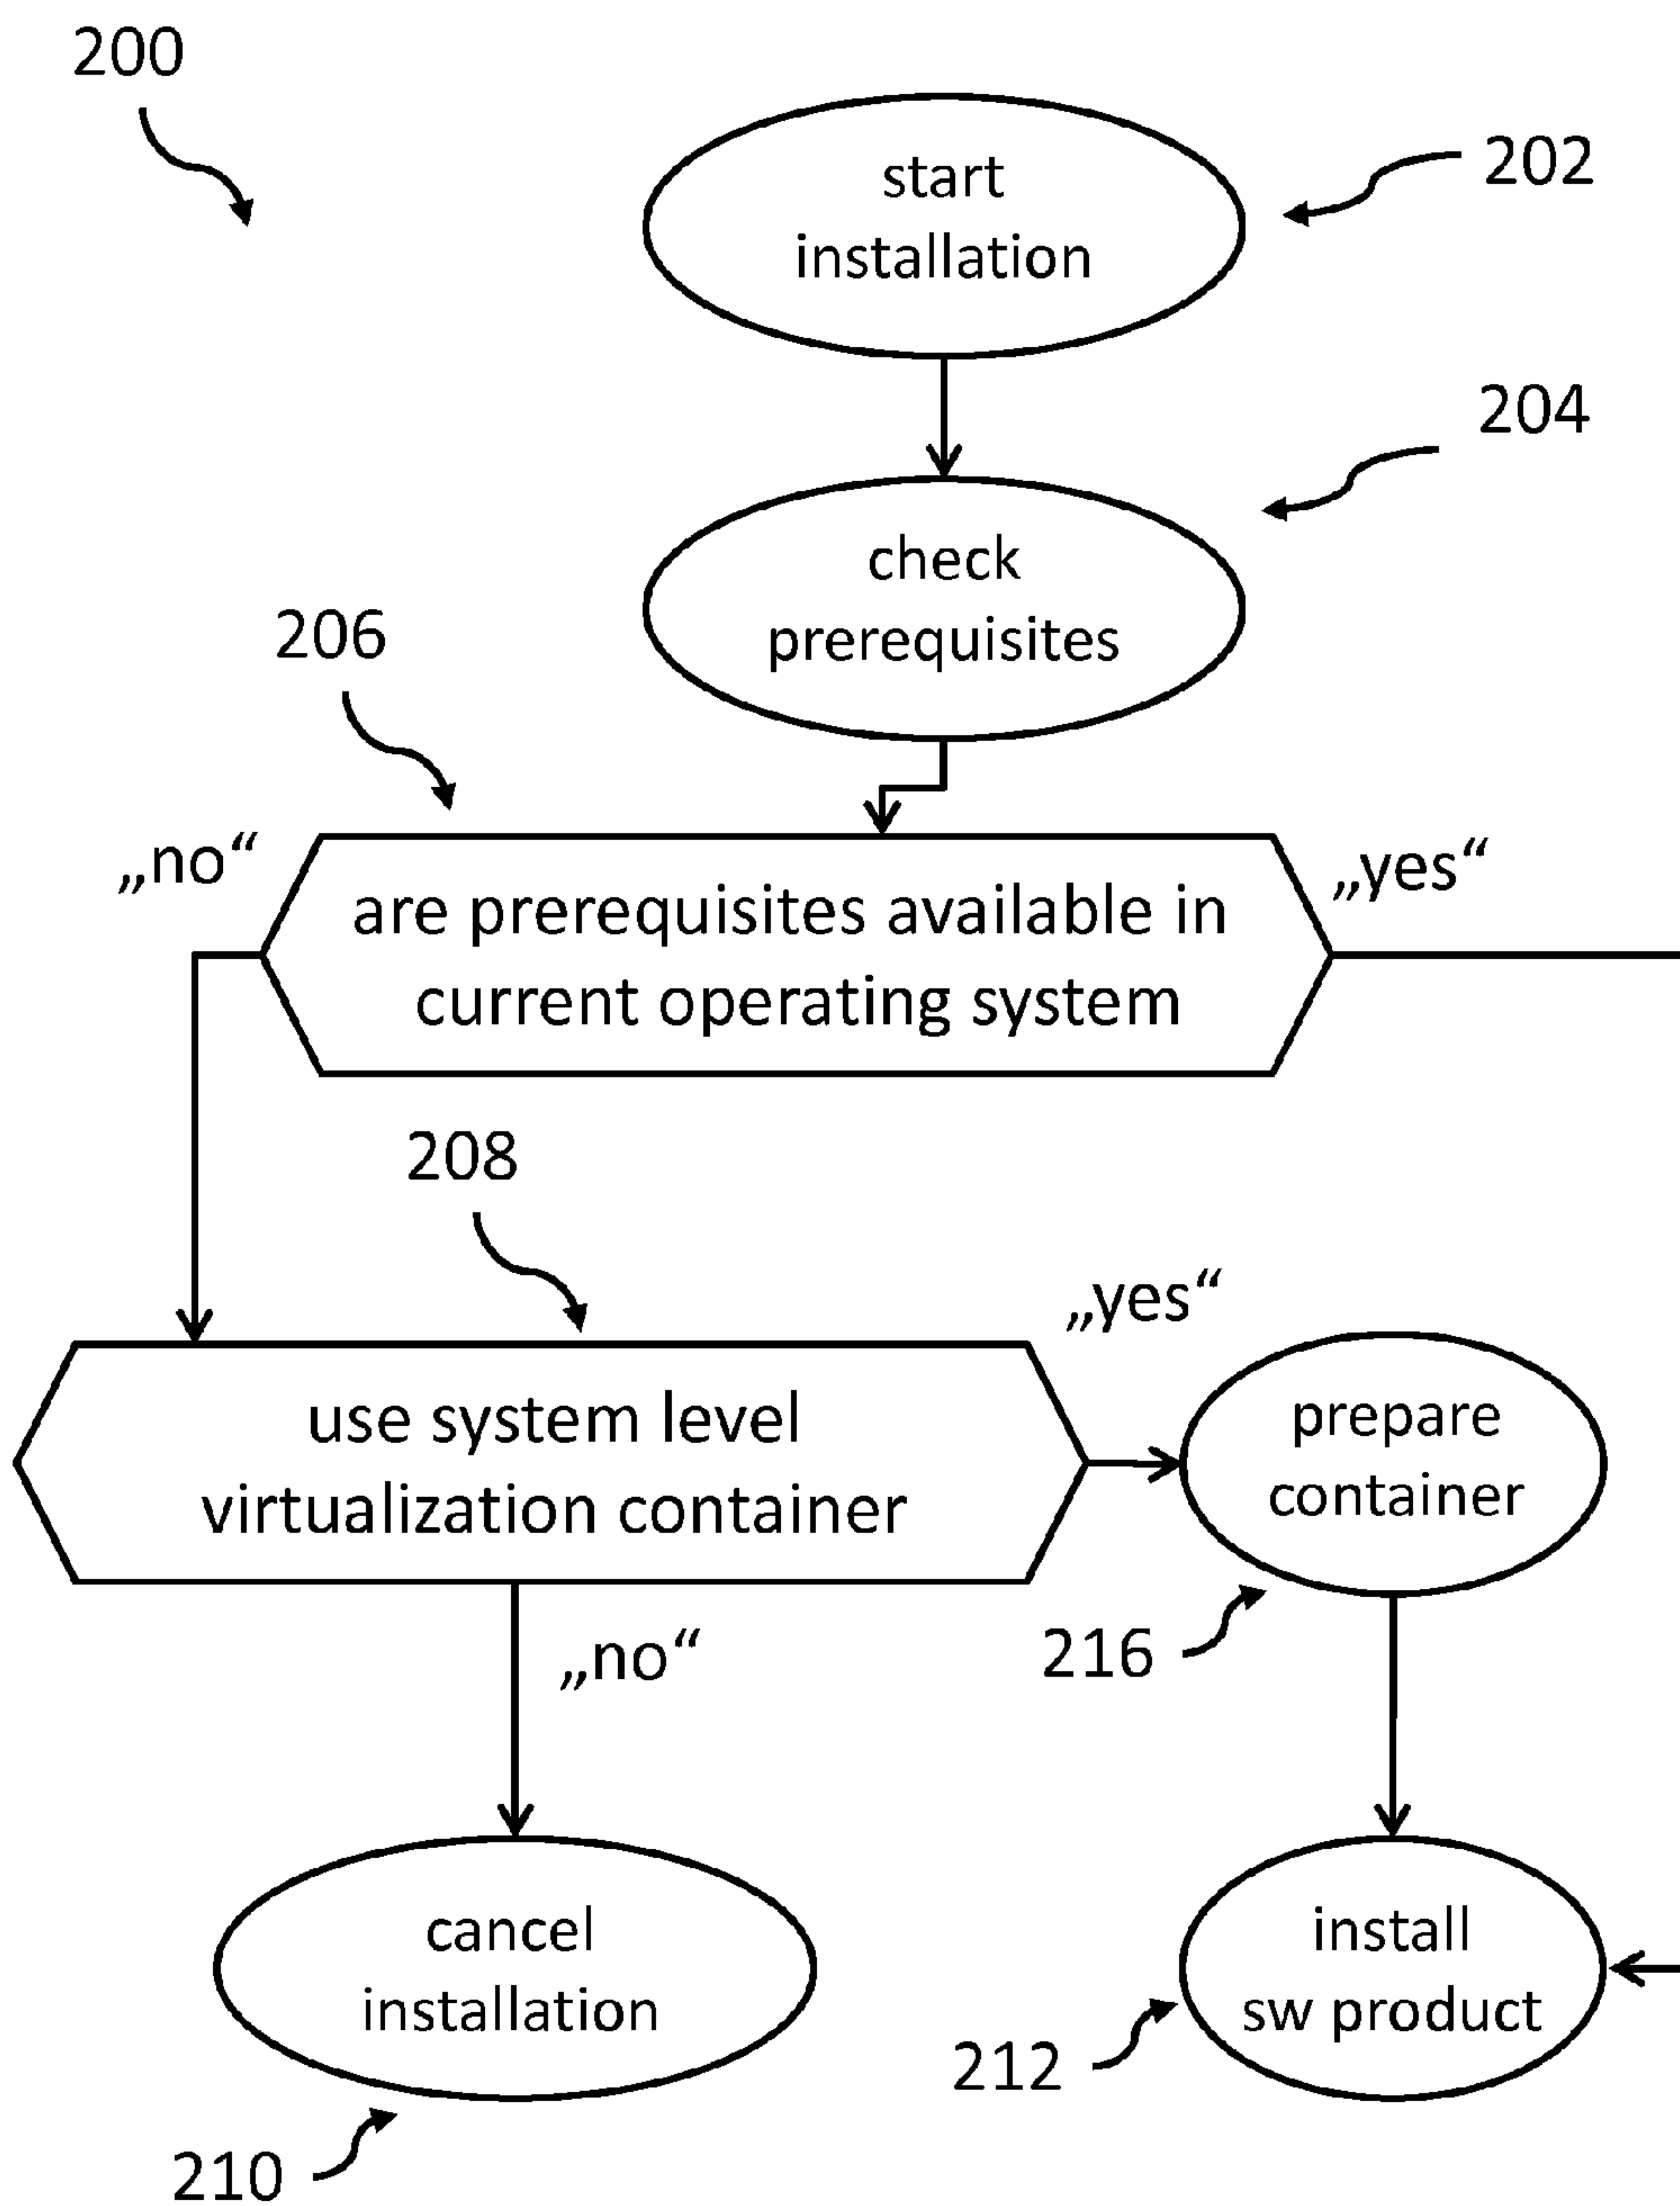 200
start
installation
202
204
check
prerequisites
206
„no“
„yes“
are prerequisites available in
current operating system
208
„yes“
use system level
virtualization container
prepare
container
„no“
216
cancel
installation
install
sw product
212
210